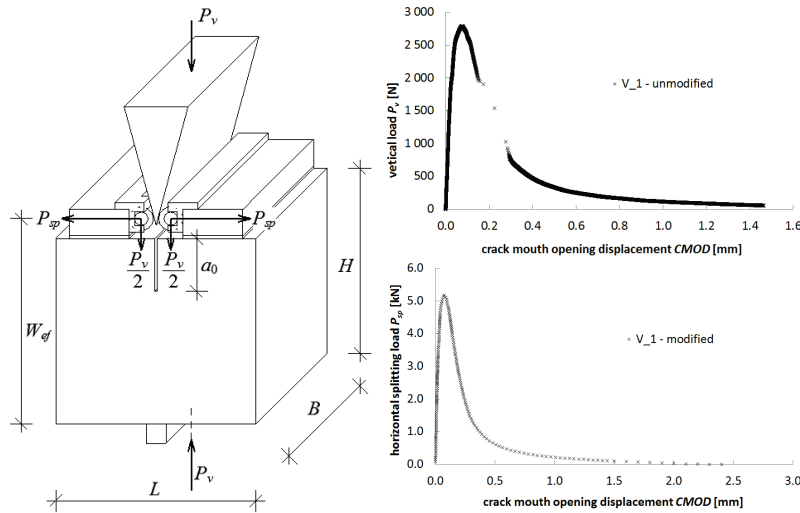 P_v
P_sp
P_sp
P_v/2
P_v/2
a_0
H
W_ef
B
P_v
L
vetical load P_v [N]
3 000
2 500
2 000
1 500
1 000
500
0
V_1 - unmodified
0.0 0.2 0.4 0.6 0.8 1.0 1.2 1.4 1.6
crack mouth opening displacement CMOD [mm]
horizontal splitting load P_sp [kN]
6.0
5.0
4.0
3.0
2.0
1.0
0.0
V_1 - modified
0.0 0.5 1.0 1.5 2.0 2.5 3.0
crack mouth opening displacement CMOD [mm]